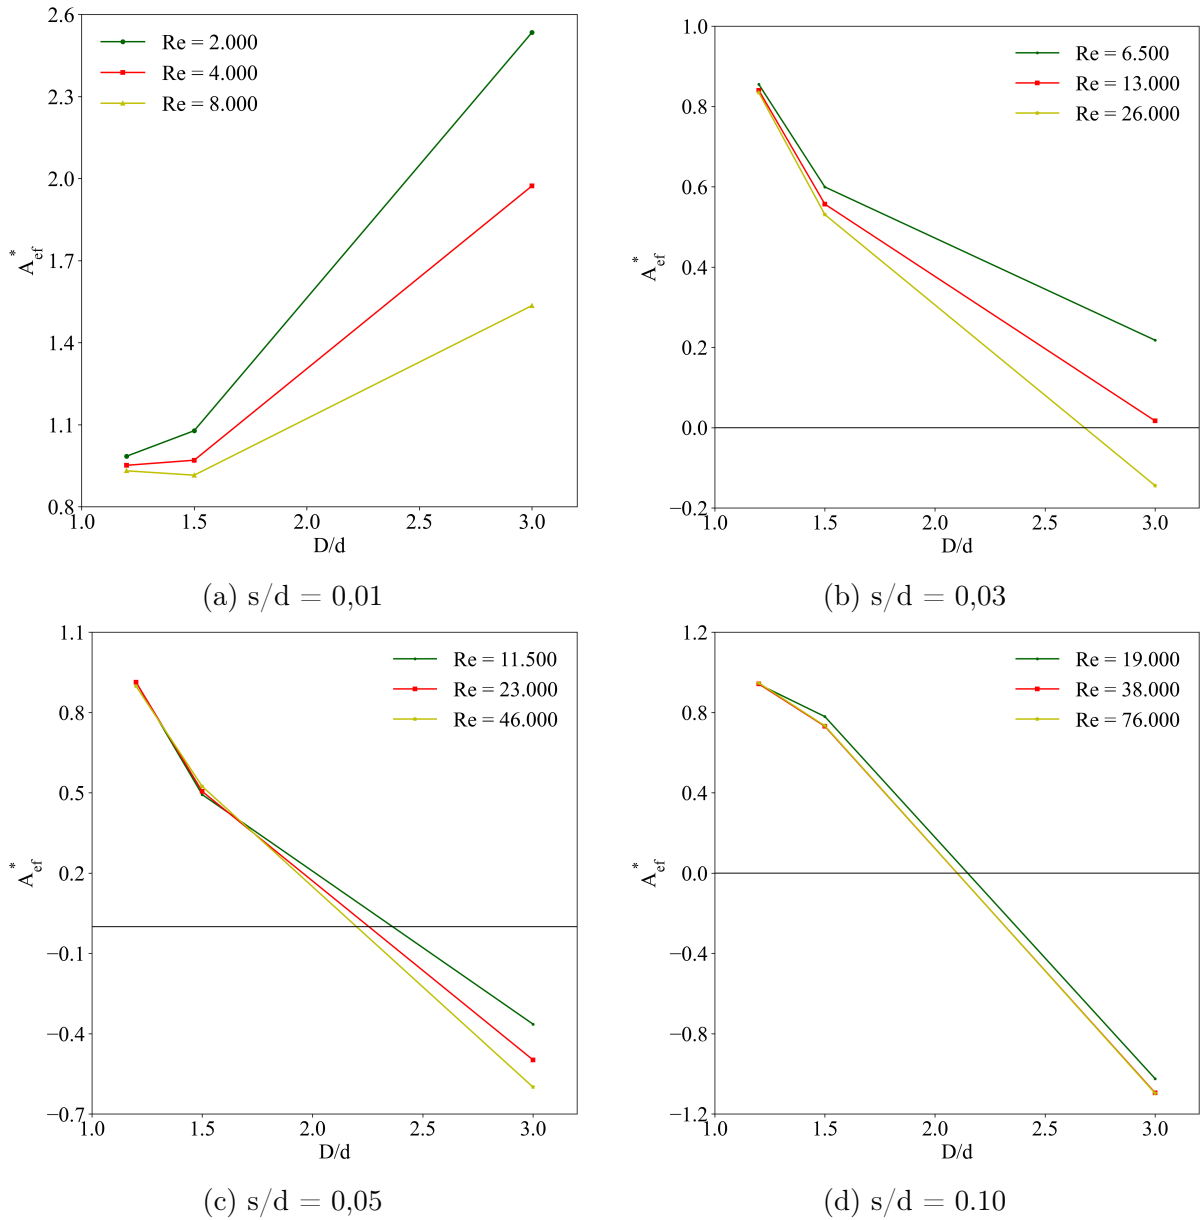 2.6
2.3
2.0
1.7
1.4
1.1
0.8
A*ef
Re = 2.000
Re = 4.000
Re = 8.000
1.0 1.5 2.0 2.5 3.0
D/d
(a) s/d = 0,01
1.0
0.8
0.6
0.4
0.2
0.0
−0.2
A*ef
Re = 6.500
Re = 13.000
Re = 26.000
1.0 1.5 2.0 2.5 3.0
D/d
(b) s/d = 0,03
1.1
0.8
0.5
0.2
−0.1
−0.4
−0.7
A*ef
Re = 11.500
Re = 23.000
Re = 46.000
1.0 1.5 2.0 2.5 3.0
D/d
(c) s/d = 0,05
1.2
0.8
0.4
0.0
−0.4
−0.8
−1.2
A*ef
Re = 19.000
Re = 38.000
Re = 76.000
1.0 1.5 2.0 2.5 3.0
D/d
(d) s/d = 0.10